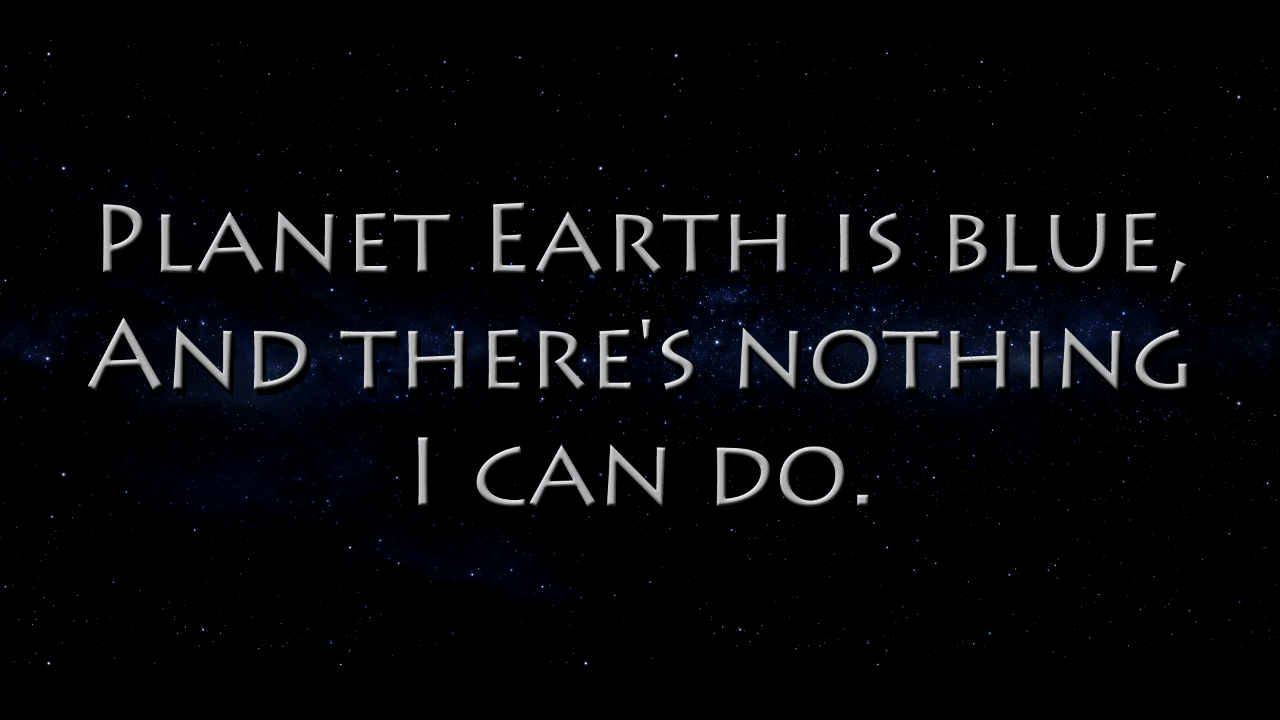 Planet Earth is blue,
And there's nothing
I can do.